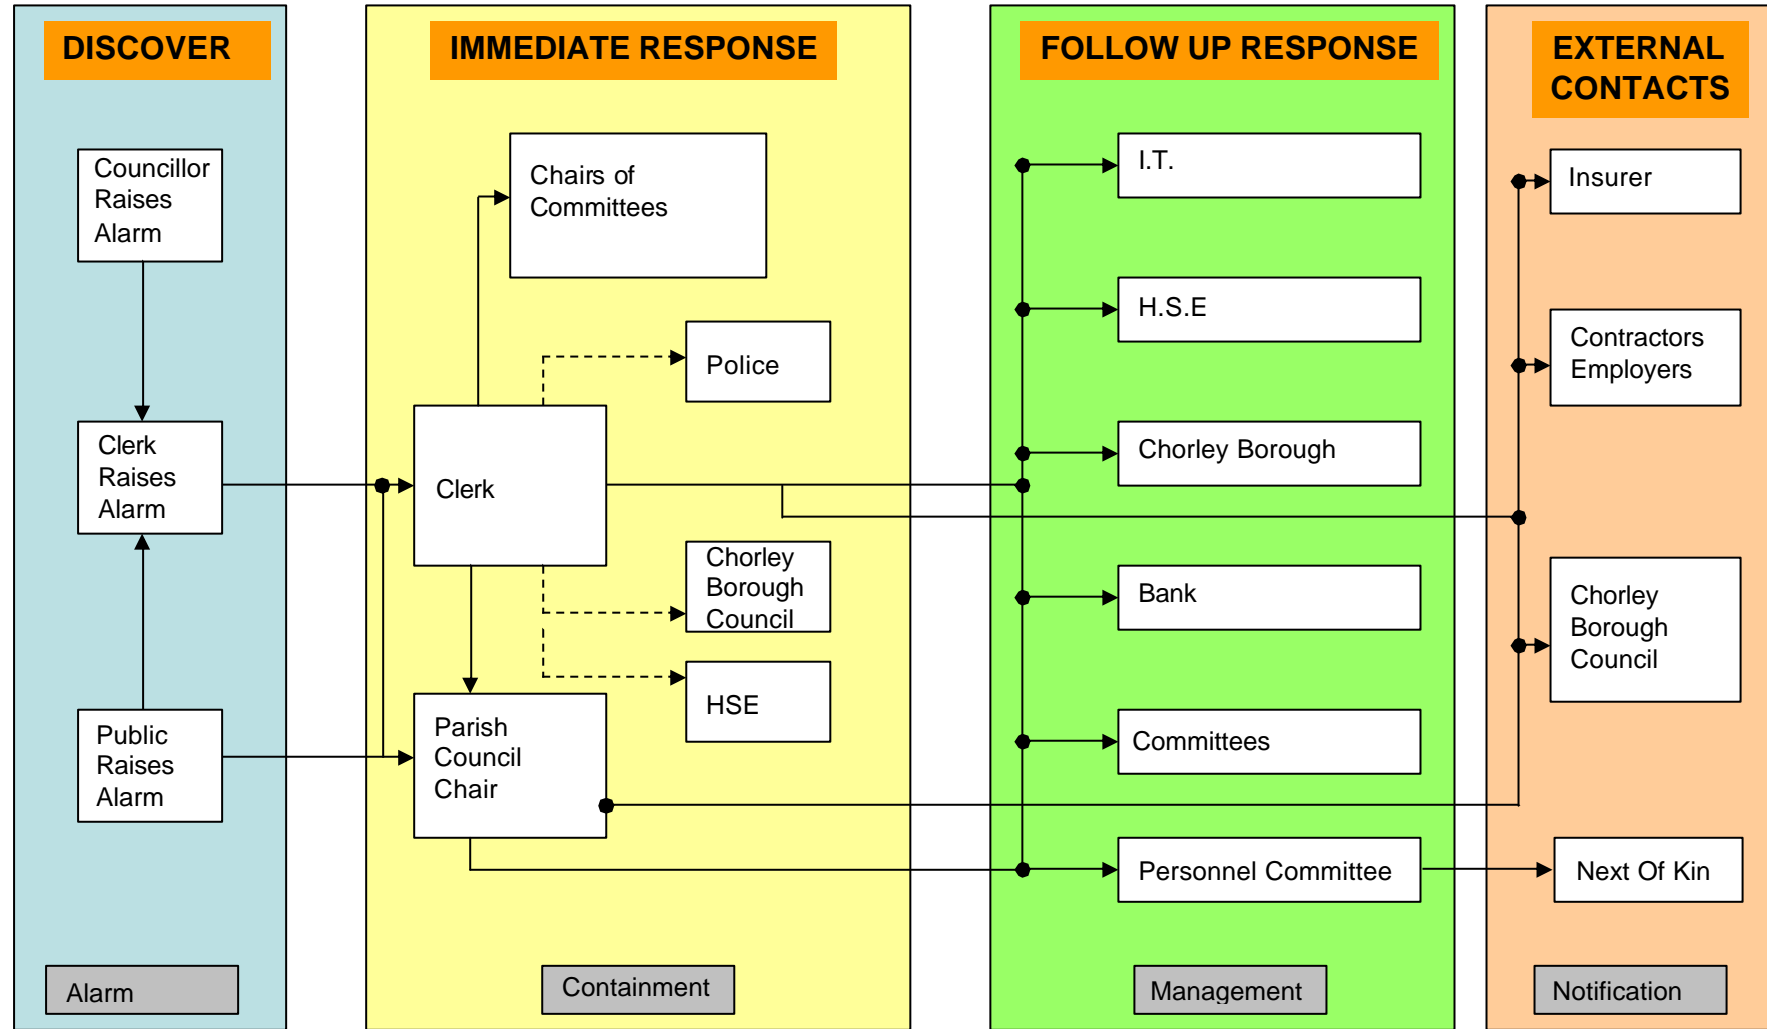 DISCOVER
Councillor
Raises
Alarm
Clerk
Raises
Alarm
Public
Raises
Alarm
Alarm
IMMEDIATE RESPONSE
Chairs of
Committees
Police
Clerk
Chorley
Borough
Council
HSE
Parish
Council
Chair
Containment
FOLLOW UP RESPONSE
I.T.
H.S.E
Chorley Borough
Bank
Committees
Personnel Committee
Management
EXTERNAL
CONTACTS
Insurer
Contractors
Employers
Chorley
Borough
Council
Next Of Kin
Notification